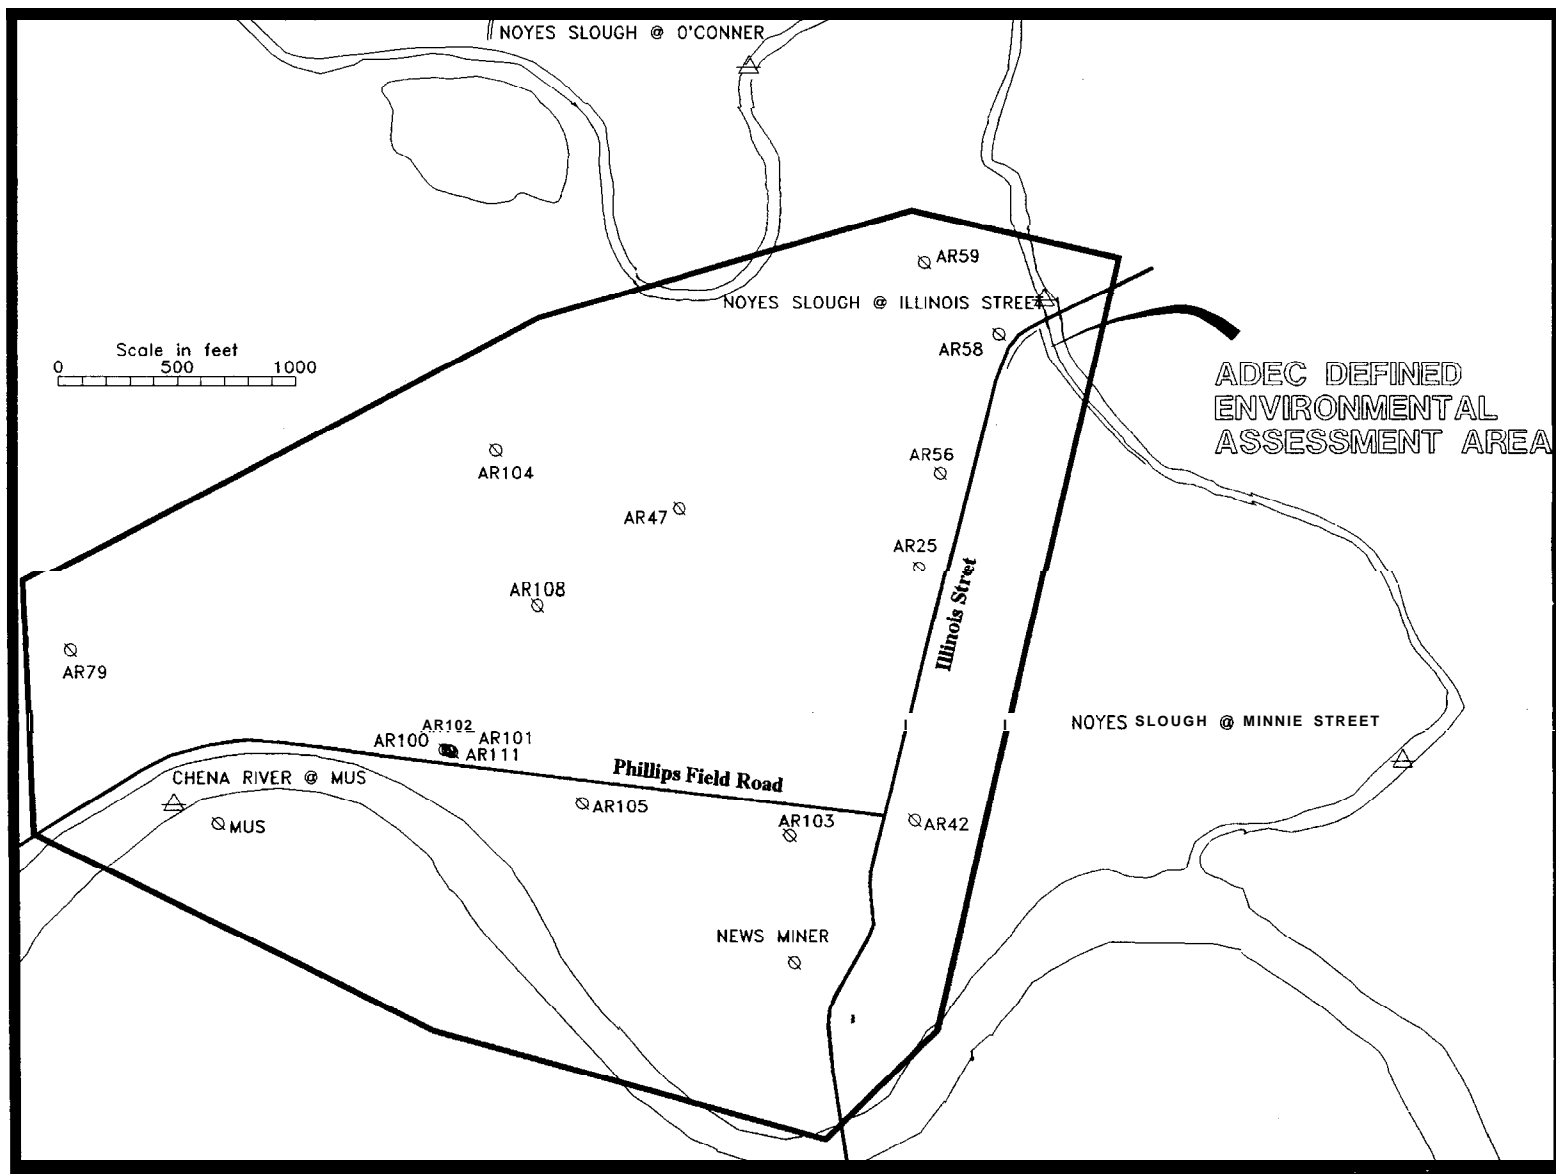 NOYES SLOUGH @ O'CONNER
AR59
NOYES SLOUGH @ ILLINOIS STREET
AR58
Scale in feet
0 500 1000
ADEC DEFINED
ENVIRONMENTAL
ASSESSMENT AREA
AR56
AR104
AR47
AR25
AR108
Illinois Stret
AR79
AR102
AR100
AR101
AR111
NOYES SLOUGH @ MINNIE STREET
Phillips Field Road
CHENA RIVER @ MUS
MUS
AR105
AR103
AR42
NEWS MINER